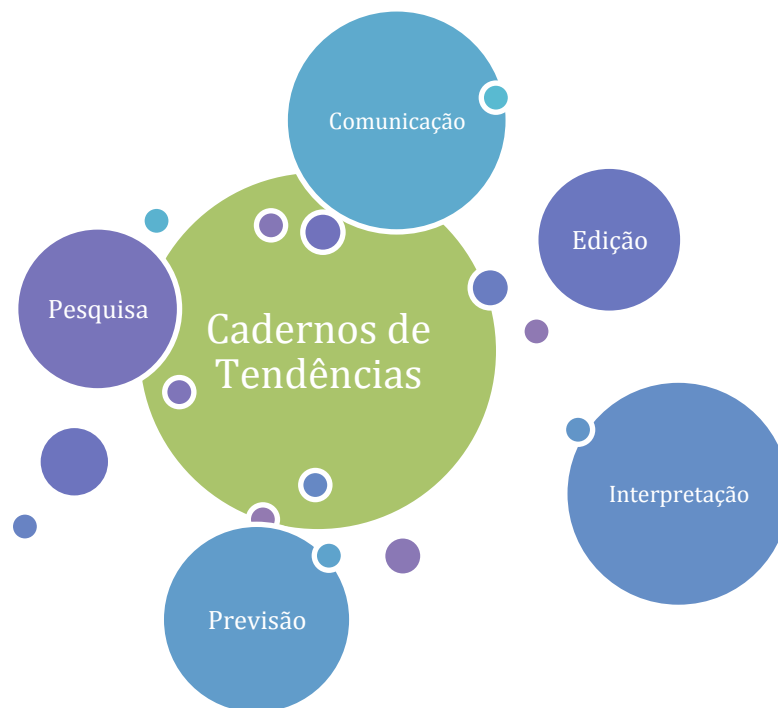 Comunicação
Edição
Pesquisa
Cadernos de
Tendências
Interpretação
Previsão